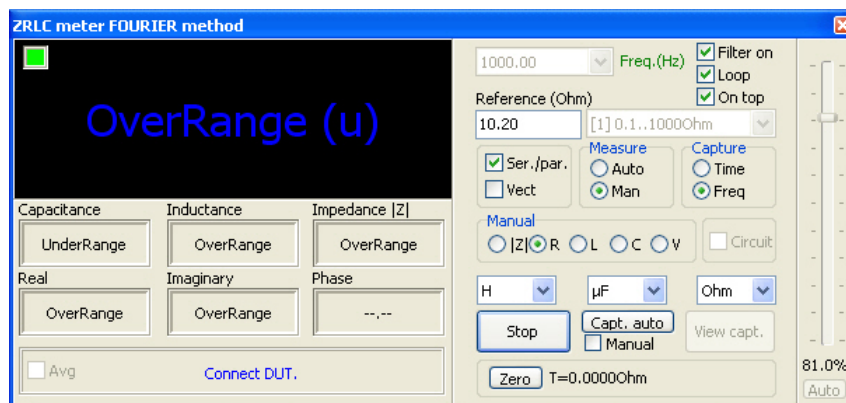 ZRLC meter FOURIER method
OverRange (u)
Capacitance Inductance Impedance |Z|
UnderRange OverRange OverRange
Real Imaginary Phase
OverRange OverRange --,--
Avg Connect DUT.
1000.00 Freq.(Hz) Filter on
Loop
Reference (Ohm) On top
10.20 [1] 0.1..1000Ohm
Ser./par. Measure Capture
Auto Time
Vect Man Freq
Manual
|Z| R L C V Circuit
H µF Ohm
Stop Capt. auto View capt.
Manual
Zero T=0.0000Ohm
81.0%
Auto